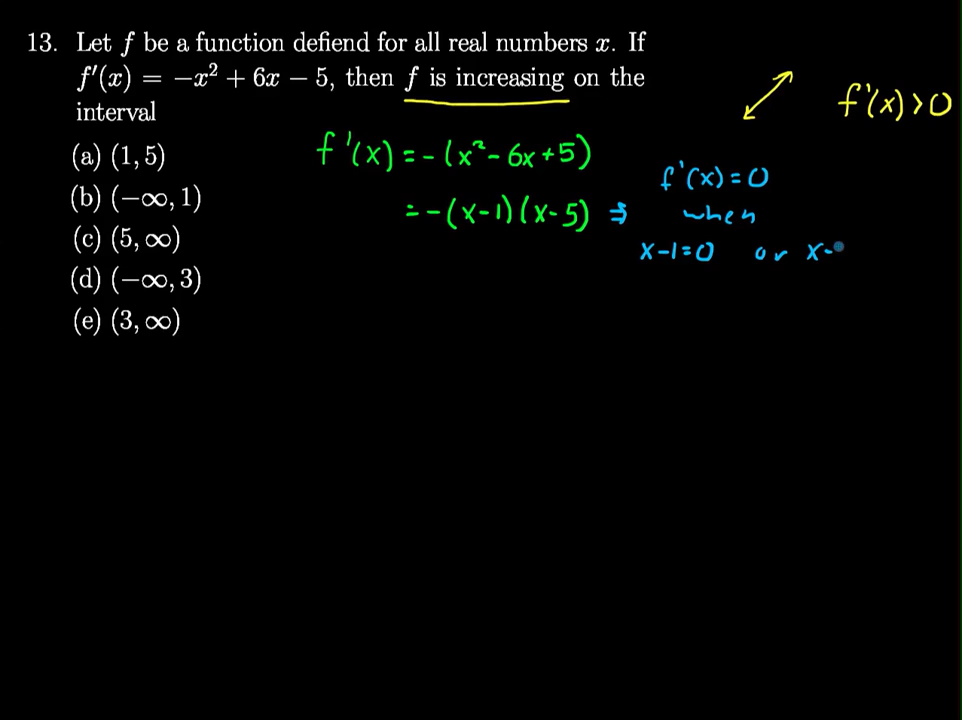 13. Let f be a function defiend for all real numbers x. If
f′(x) = −x² + 6x − 5, then f is increasing on the
interval
(a) (1, 5)
(b) (−∞, 1)
(c) (5, ∞)
(d) (−∞, 3)
(e) (3, ∞)
f'(x) = -(x² - 6x + 5)
= -(x-1)(x-5) ⇒
f'(x) > 0
f'(x) = 0
when
x-1=0 or x-